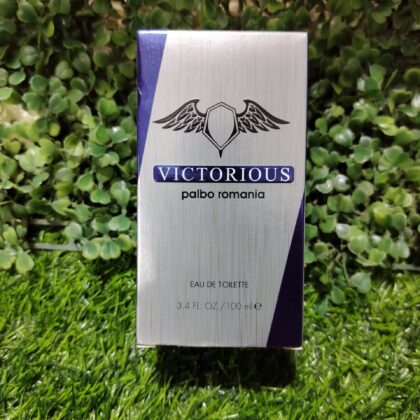 VICTORIOUS
palbo romania
EAU DE TOILETTE
3.4 FL. OZ./100 ml ℮